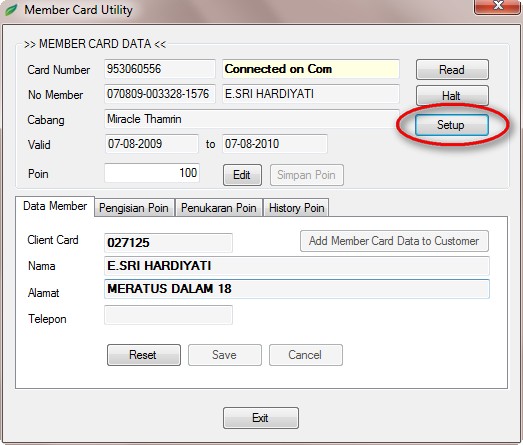 Member Card Utility
>> MEMBER CARD DATA <<
Card Number 953060556 Connected on Com Read
No Member 070809-003328-1576 E.SRI HARDIYATI Halt
Cabang Miracle Thamrin Setup
Valid 07-08-2009 to 07-08-2010
Poin 100 Edit Simpan Poin
Data Member Pengisian Poin Penukaran Poin History Poin
Client Card 027125 Add Member Card Data to Customer
Nama E.SRI HARDIYATI
Alamat MERATUS DALAM 18
Telepon
Reset Save Cancel
Exit